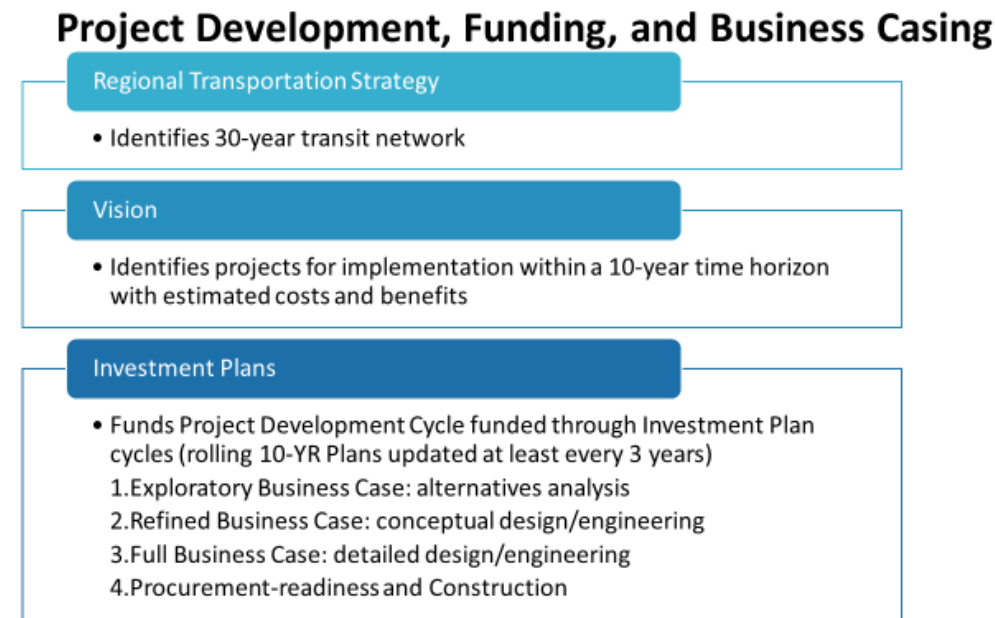 Project Development, Funding, and Business Casing
Regional Transportation Strategy
• Identifies 30-year transit network
Vision
• Identifies projects for implementation within a 10-year time horizon
with estimated costs and benefits
Investment Plans
• Funds Project Development Cycle funded through Investment Plan
cycles (rolling 10-YR Plans updated at least every 3 years)
1.Exploratory Business Case: alternatives analysis
2.Refined Business Case: conceptual design/engineering
3.Full Business Case: detailed design/engineering
4.Procurement-readiness and Construction